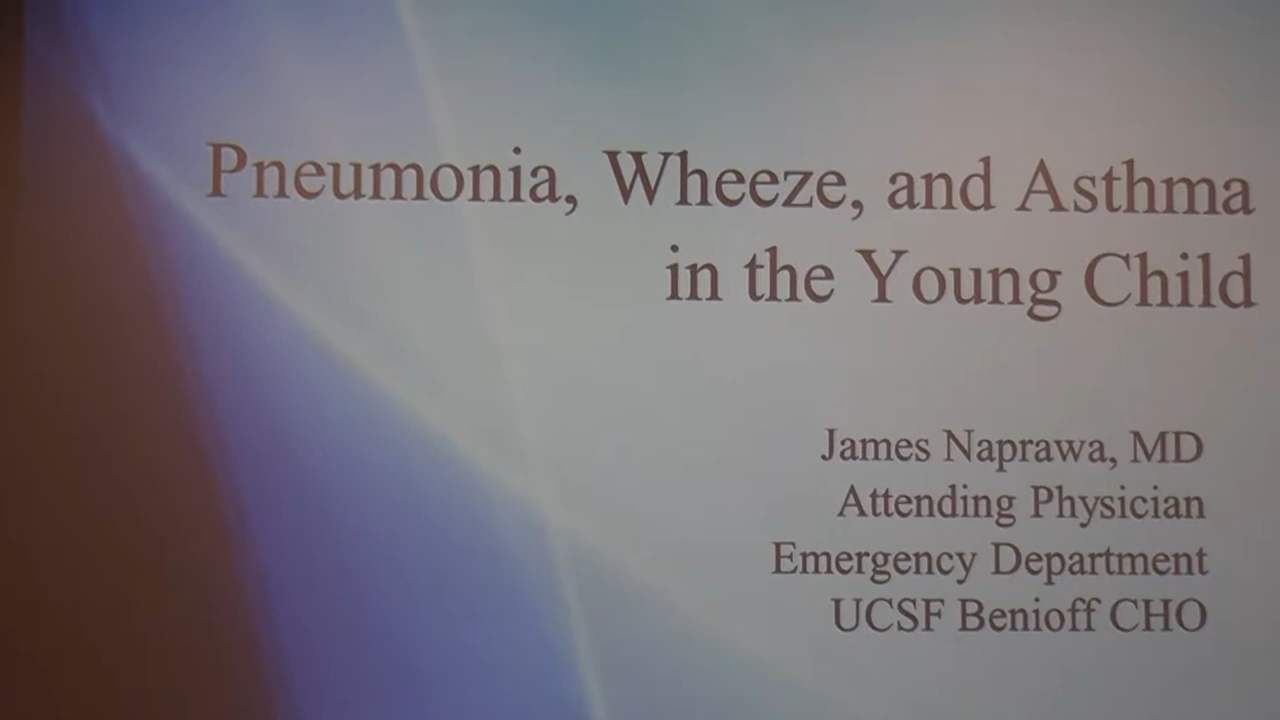 Pneumonia, Wheeze, and Asthma
in the Young Child
James Naprawa, MD
Attending Physician
Emergency Department
UCSF Benioff CHO